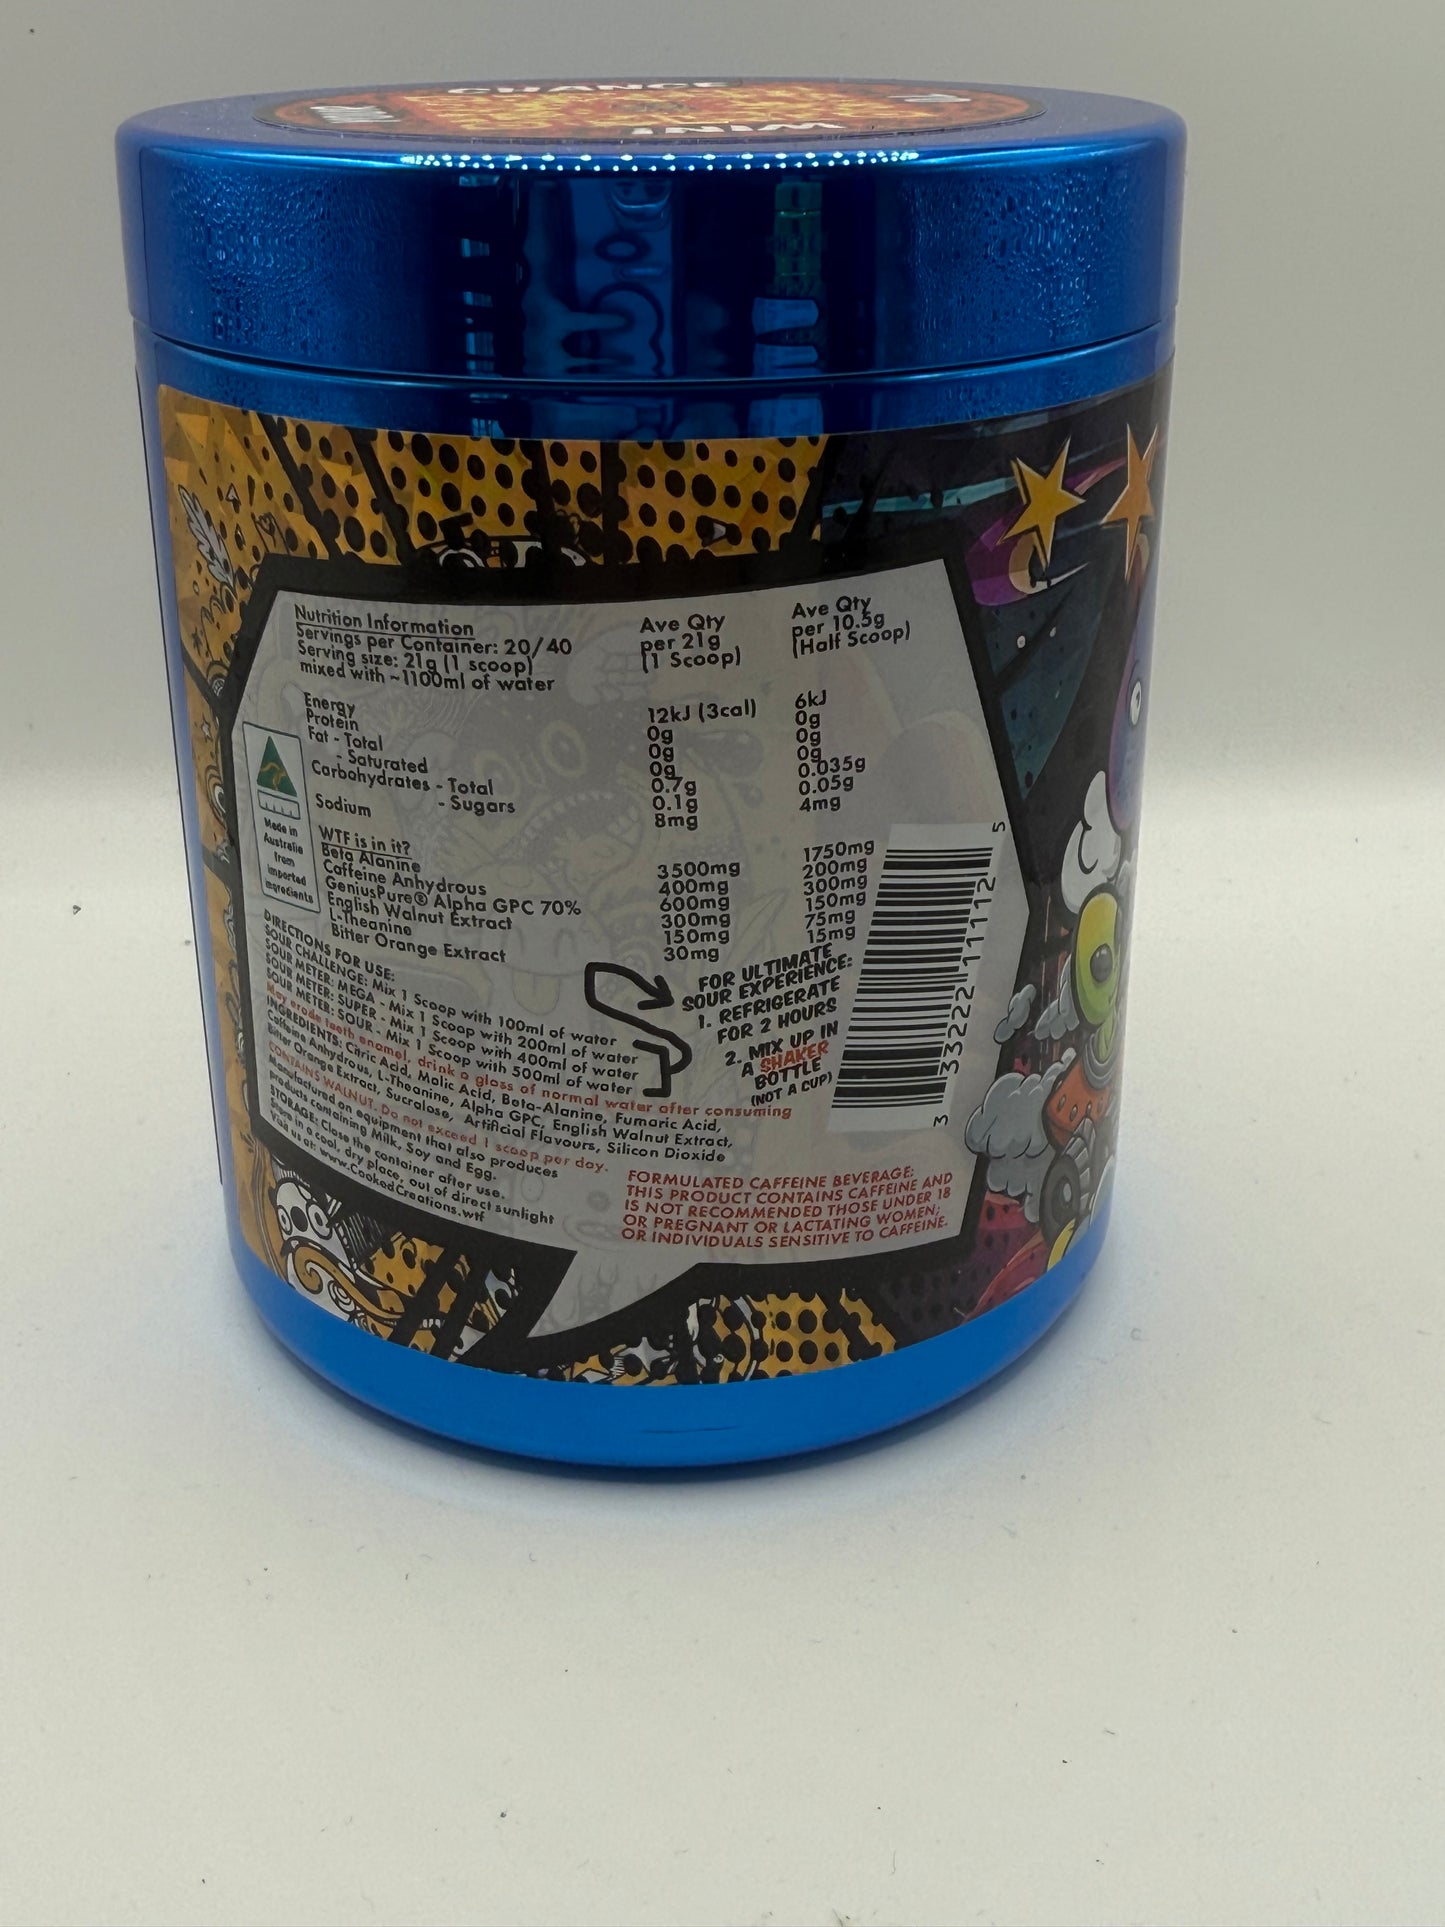 CHANCE
WIN!
TO
Nutrition Information
Servings per Container: 20/40
Serving size: 21g (1 scoop)
mixed with ~1100ml of water
Ave Qty
per 21g
(1 Scoop)
Ave Qty
per 10.5g
(Half Scoop)
Energy 12kJ (3cal) 6kJ
Protein 0g 0g
Fat - Total 0g 0g
- Saturated 0g 0g
Carbohydrates - Total 0.7g 0.035g
- Sugars 0.1g 0.05g
Sodium 8mg 4mg
WTF is in it?
Beta Alanine 3500mg 1750mg
Caffeine Anhydrous 400mg 200mg
GeniusPure® Alpha GPC 70% 600mg 300mg
English Walnut Extract 300mg 150mg
L-Theanine 150mg 75mg
Bitter Orange Extract 30mg 15mg
Made in
Australia
from
imported
ingredients
DIRECTIONS FOR USE:
SOUR CHALLENGE: Mix 1 Scoop with 100ml of water
SOUR METER: MEGA - Mix 1 Scoop with 200ml of water
SOUR METER: SUPER - Mix 1 Scoop with 400ml of water
SOUR METER: SOUR - Mix 1 Scoop with 500ml of water
May erode teeth enamel, drink a glass of normal water after consuming
INGREDIENTS: Citric Acid, Malic Acid, Beta-Alanine, Fumaric Acid,
Caffeine Anhydrous, L-Theanine, Alpha GPC, English Walnut Extract,
Bitter Orange Extract, Sucralose, Artificial Flavours, Silicon Dioxide
CONTAINS WALNUT. Do not exceed 1 scoop per day.
Manufactured on equipment that also produces
products containing Milk, Soy and Egg.
STORAGE: Close the container after use.
Store in a cool, dry place, out of direct sunlight
Visit us at: www.CookedCreations.wtf
FOR ULTIMATE
SOUR EXPERIENCE:
1. REFRIGERATE
FOR 2 HOURS
2. MIX UP IN
A SHAKER
BOTTLE
(NOT A CUP)
3 33222 11112 5
FORMULATED CAFFEINE BEVERAGE:
THIS PRODUCT CONTAINS CAFFEINE AND
IS NOT RECOMMENDED THOSE UNDER 18
OR PREGNANT OR LACTATING WOMEN;
OR INDIVIDUALS SENSITIVE TO CAFFEINE.